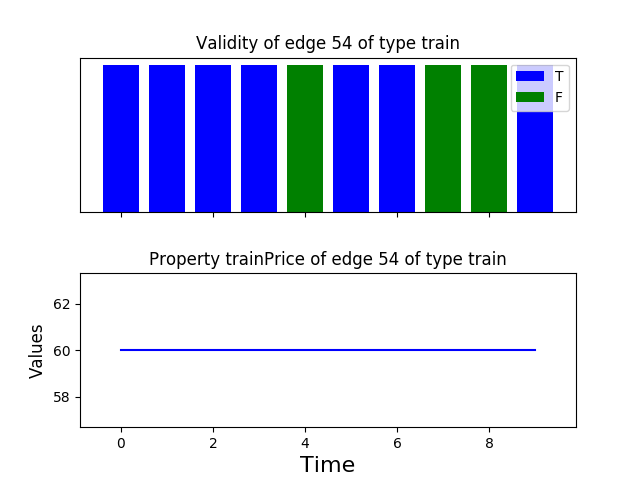 Validity of edge 54 of type train
T
F
Property trainPrice of edge 54 of type train
62
60
58
Values
0 2 4 6 8
Time